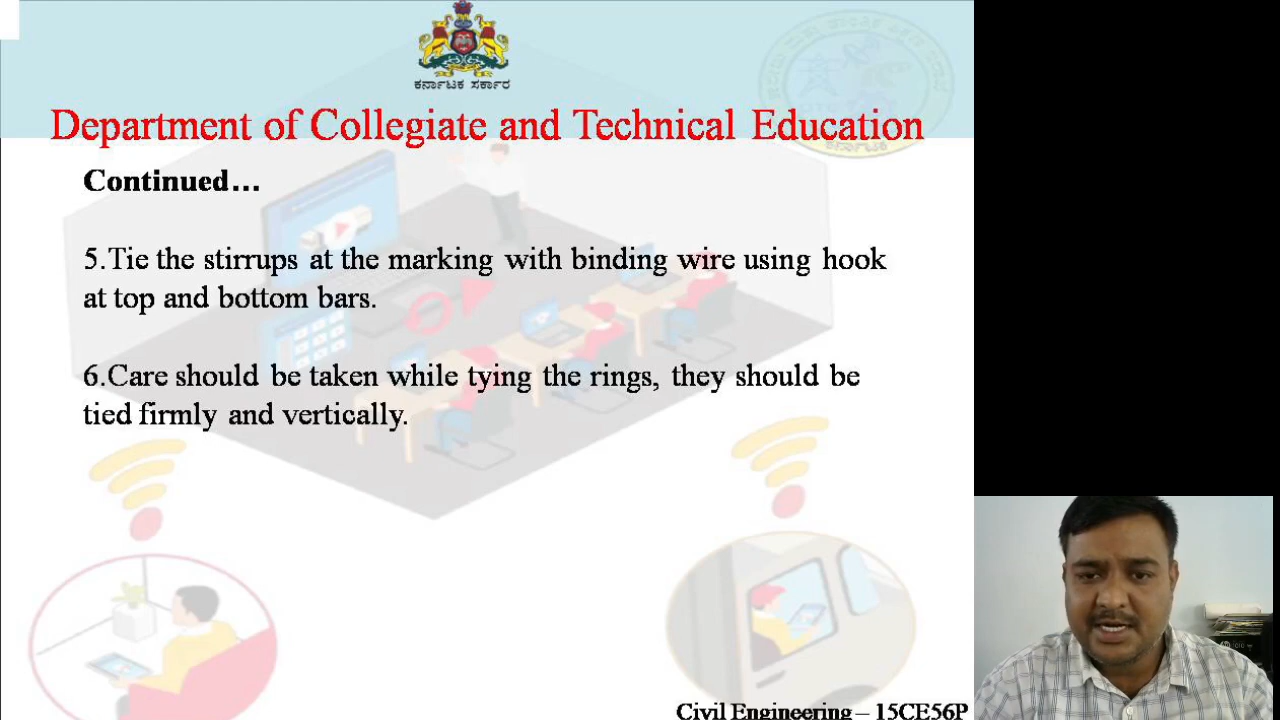 ಕರ್ನಾಟಕ ಸರ್ಕಾರ
Department of Collegiate and Technical Education
Continued...
5.Tie the stirrups at the marking with binding wire using hook
at top and bottom bars.
6.Care should be taken while tying the rings, they should be
tied firmly and vertically.
Civil Engineering – 15CE56P